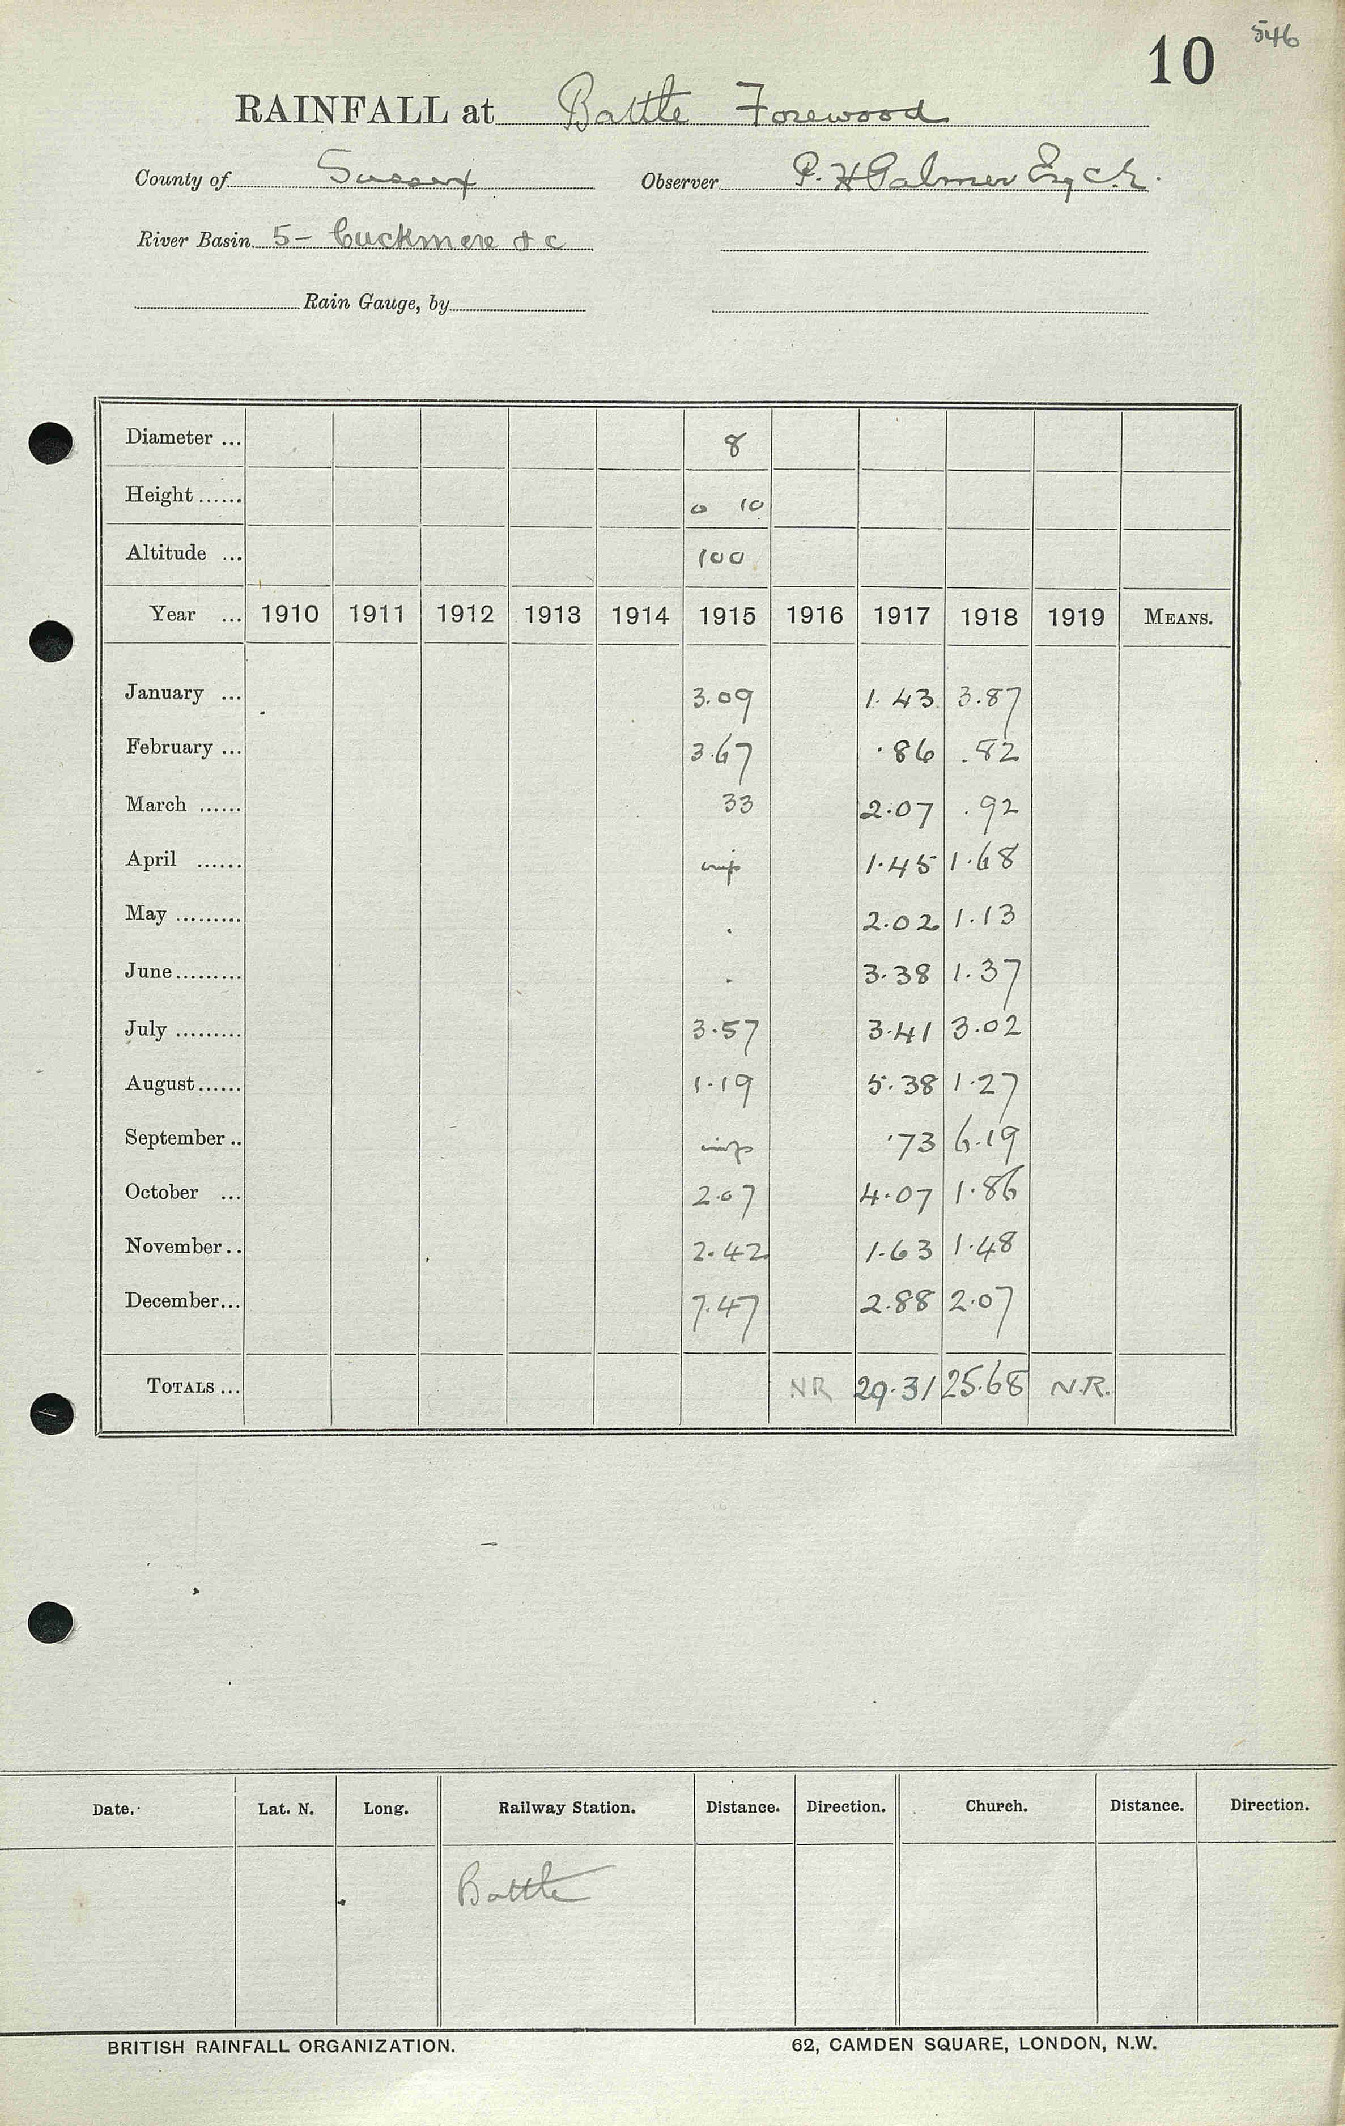 546
10
RAINFALL at Battle Forewood
County of Sussex Observer P. H Palmer Esq C.E.
River Basin 5- Cuckmere &c
Rain Gauge, by
Diameter ... 8
Height ...... 0 10
Altitude ... 100
Year ... 1910 1911 1912 1913 1914 1915 1916 1917 1918 1919 MEANS.
January ... 3.09 1.43 3.87
February ... 3.67 .86 .82
March ...... 33 2.07 .92
April ...... 1.45 1.68
May ......... . 2.02 1.13
June ......... . 3.38 1.37
July ......... 3.57 3.41 3.02
August ...... 1.19 5.38 1.27
September .. .73 6.19
October ... 2.07 4.07 1.86
November .. 2.42 1.63 1.48
December ... 7.47 2.88 2.07
TOTALS ... NR 29.31 25.68 N.R.
Date. Lat. N. Long. Railway Station. Distance. Direction. Church. Distance. Direction.
Battle
BRITISH RAINFALL ORGANIZATION. 62, CAMDEN SQUARE, LONDON, N.W.